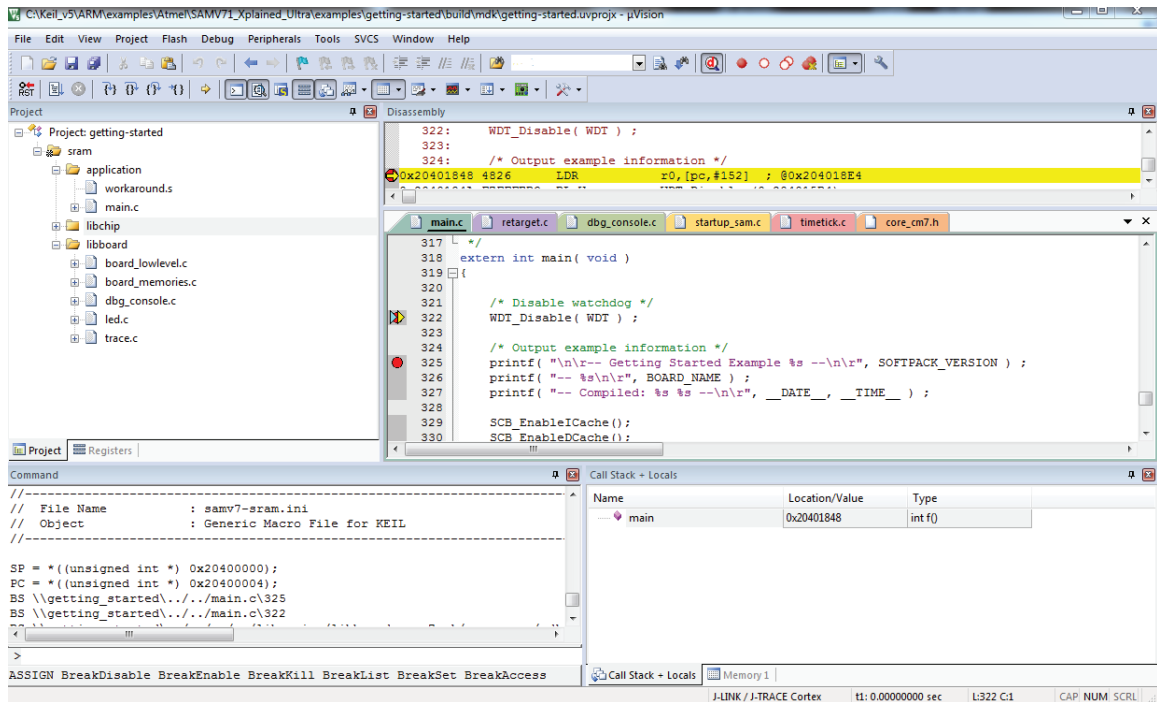 C:\Keil_v5\ARM\examples\Atmel\SAMV71_Xplained_Ultra\examples\getting-started\build\mdk\getting-started.uvprojx - µVision
File Edit View Project Flash Debug Peripherals Tools SVCS Window Help
RST
Project
Project: getting-started
sram
application
workaround.s
main.c
libchip
libboard
board_lowlevel.c
board_memories.c
dbg_console.c
led.c
trace.c
Project Registers
Disassembly
322: WDT_Disable( WDT ) ;
323:
324: /* Output example information */
0x20401848 4826 LDR r0,[pc,#152] ; @0x204018E4
main.c retarget.c dbg_console.c startup_sam.c timetick.c core_cm7.h
317 */
318 extern int main( void )
319 {
320
321 /* Disable watchdog */
322 WDT_Disable( WDT ) ;
323
324 /* Output example information */
325 printf( "\n\r-- Getting Started Example %s --\n\r", SOFTPACK_VERSION ) ;
326 printf( "-- %s\n\r", BOARD_NAME ) ;
327 printf( "-- Compiled: %s %s --\n\r", __DATE__, __TIME__ ) ;
328
329 SCB_EnableICache();
330 SCB_EnableDCache();
Command
//----------------------------------------------------------------------
// File Name : samv7-sram.ini
// Object : Generic Macro File for KEIL
//----------------------------------------------------------------------
SP = *((unsigned int *) 0x20400000);
PC = *((unsigned int *) 0x20400004);
BS \\getting_started\../../main.c\325
BS \\getting_started\../../main.c\322
>
ASSIGN BreakDisable BreakEnable BreakKill BreakList BreakSet BreakAccess
Call Stack + Locals
Name Location/Value Type
main 0x20401848 int f()
Call Stack + Locals Memory 1
J-LINK / J-TRACE Cortex t1: 0.00000000 sec L:322 C:1 CAP NUM SCRL